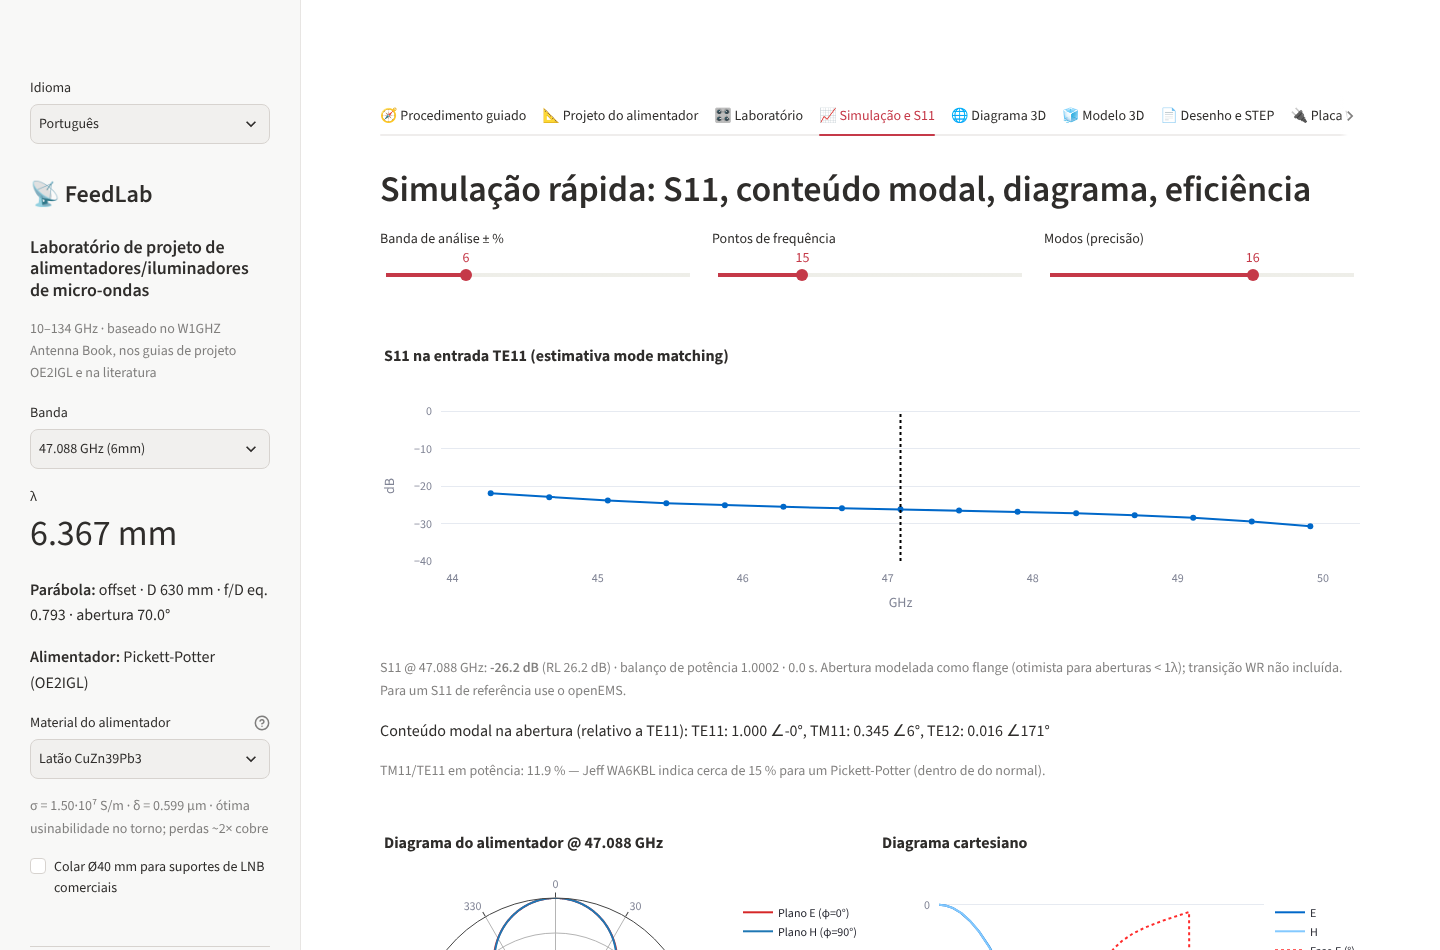 Idioma
Português
📡 FeedLab
Laboratório de projeto de
alimentadores/iluminadores
de micro-ondas
10–134 GHz · baseado no W1GHZ
Antenna Book, nos guias de projeto
OE2IGL e na literatura
Banda
47.088 GHz (6mm)
λ
6.367 mm
Parábola: offset · D 630 mm · f/D eq.
0.793 · abertura 70.0°
Alimentador: Pickett-Potter
(OE2IGL)
Material do alimentador
Latão CuZn39Pb3
σ = 1.50·10⁷ S/m · δ = 0.599 µm · ótima
usinabilidade no torno; perdas ~2× cobre
Colar Ø40 mm para suportes de LNB
comerciais
🧭 Procedimento guiado 📐 Projeto do alimentador 🎛️ Laboratório 📈 Simulação e S11 🌐 Diagrama 3D 🧊 Modelo 3D 📄 Desenho e STEP 🔌 Placa
Simulação rápida: S11, conteúdo modal, diagrama, eficiência
Banda de análise ± % Pontos de frequência Modos (precisão)
6 15 16
S11 na entrada TE11 (estimativa mode matching)
0
−10
−20
−30
−40
dB
44 45 46 47 48 49 50
GHz
S11 @ 47.088 GHz: -26.2 dB (RL 26.2 dB) · balanço de potência 1.0002 · 0.0 s. Abertura modelada como flange (otimista para aberturas < 1λ); transição WR não incluída.
Para um S11 de referência use o openEMS.
Conteúdo modal na abertura (relativo a TE11): TE11: 1.000 ∠-0°, TM11: 0.345 ∠6°, TE12: 0.016 ∠171°
TM11/TE11 em potência: 11.9 % — Jeff WA6KBL indica cerca de 15 % para um Pickett-Potter (dentro de do normal).
Diagrama do alimentador @ 47.088 GHz
0
330 30
Plano E (ϕ=0°)
Plano H (ϕ=90°)
Diagrama cartesiano
0
E
H